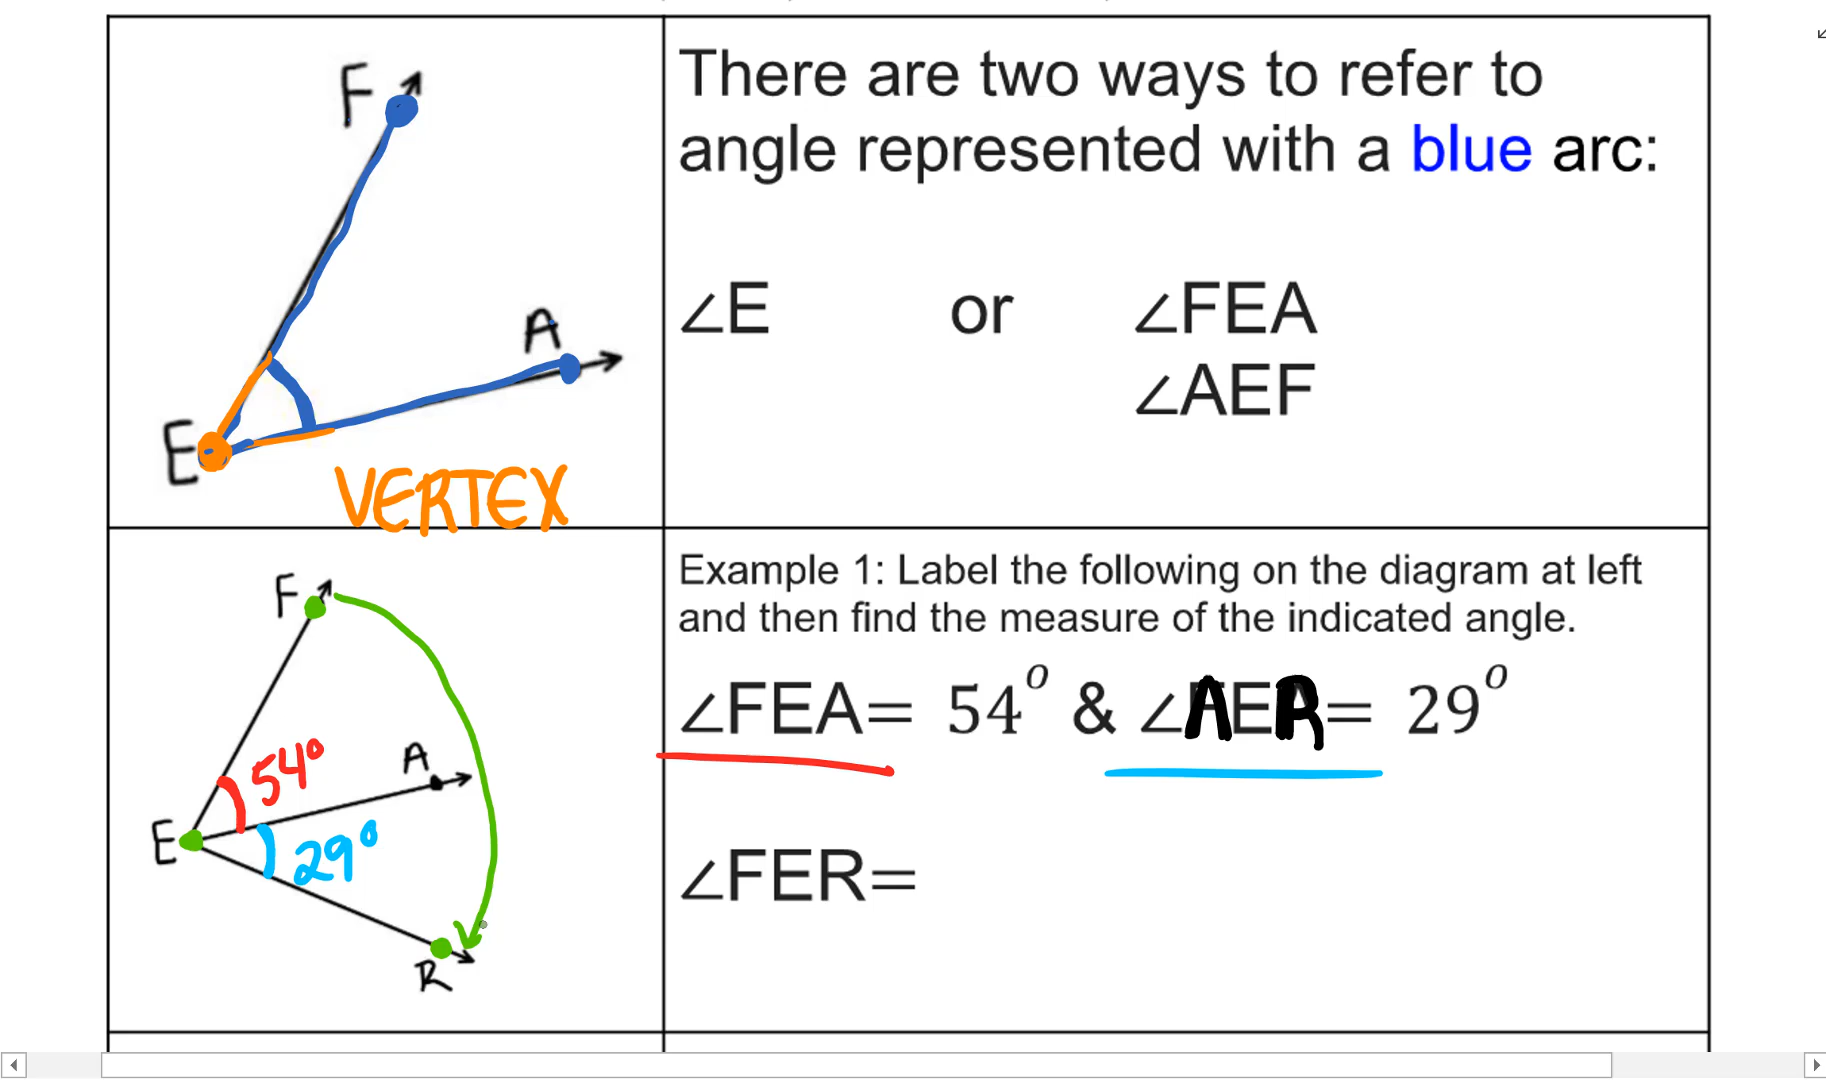 F
A
E
VERTEX
There are two ways to refer to
angle represented with a blue arc:
∠E or ∠FEA
∠AEF
F
54°
A
E
29°
R
Example 1: Label the following on the diagram at left
and then find the measure of the indicated angle.
∠FEA= 54° & ∠AER= 29°
∠FER=